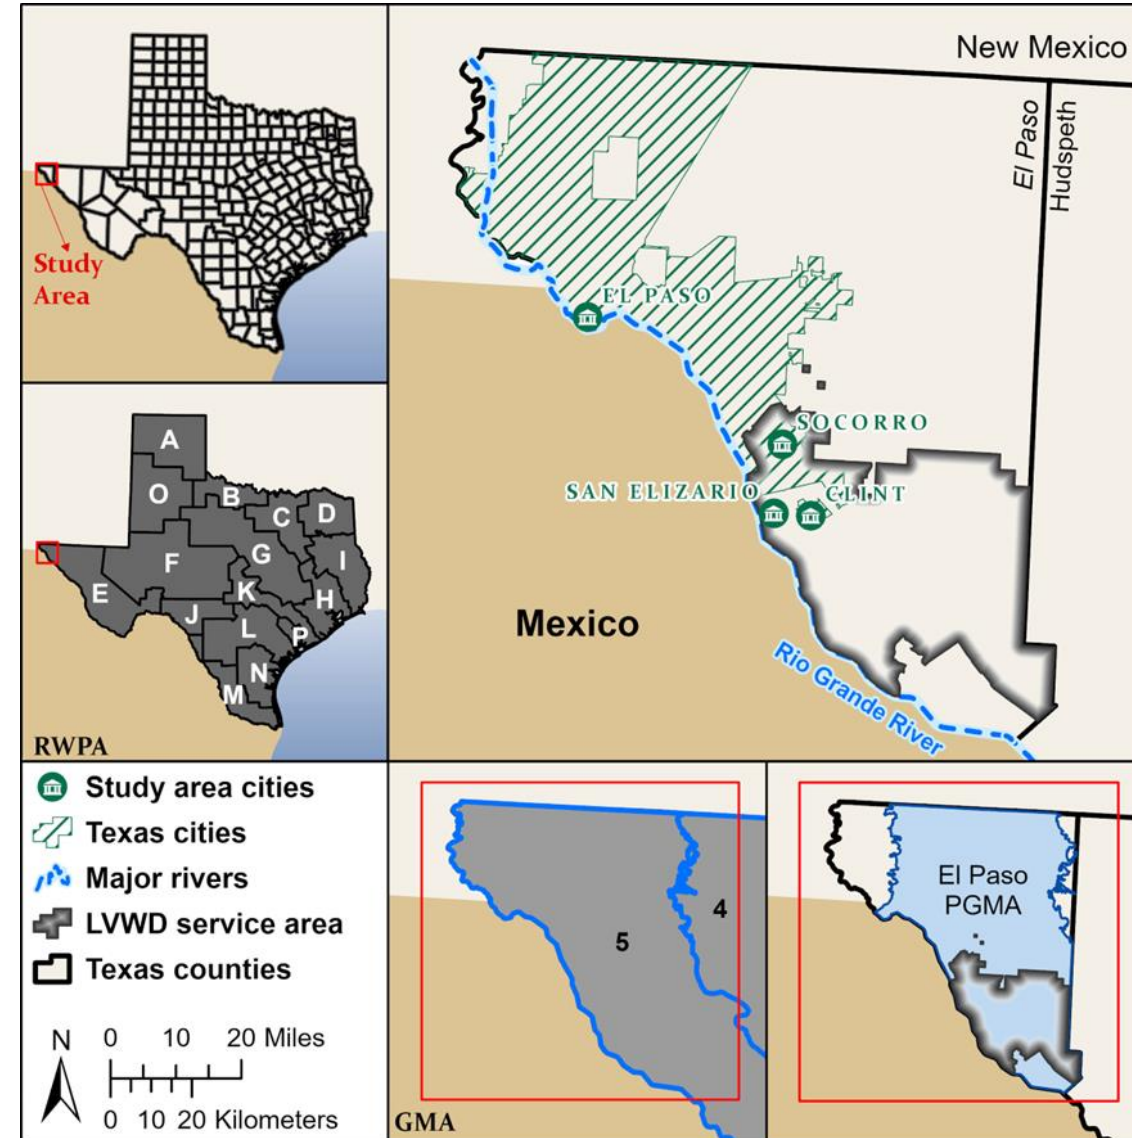 Study
Area
A
O
B
C
D
G
I
F
E
K
H
J
L
P
N
M
RWPA
New Mexico
El Paso
Hudspeth
EL PASO
SOCORRO
SAN ELIZARIO
CLINT
Mexico
Rio Grande River
Study area cities
Texas cities
Major rivers
LVWD service area
Texas counties
N
0 10 20 Miles
0 10 20 Kilometers
5
4
GMA
El Paso
PGMA